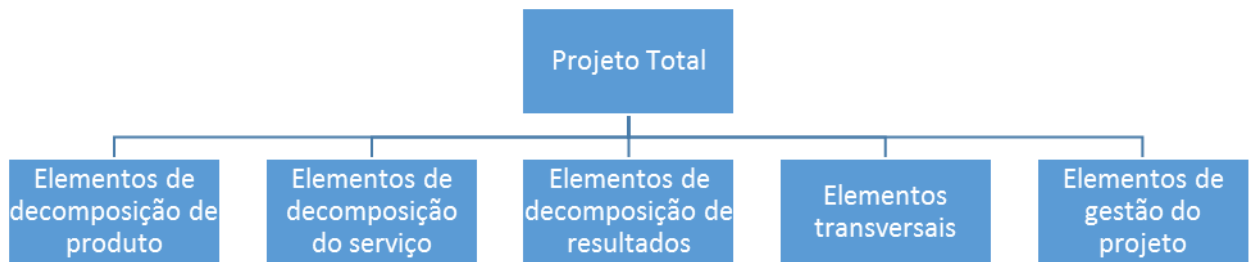 Projeto Total
Elementos de
decomposição de
produto
Elementos de
decomposição
do serviço
Elementos de
decomposição de
resultados
Elementos
transversais
Elementos de
gestão do
projeto